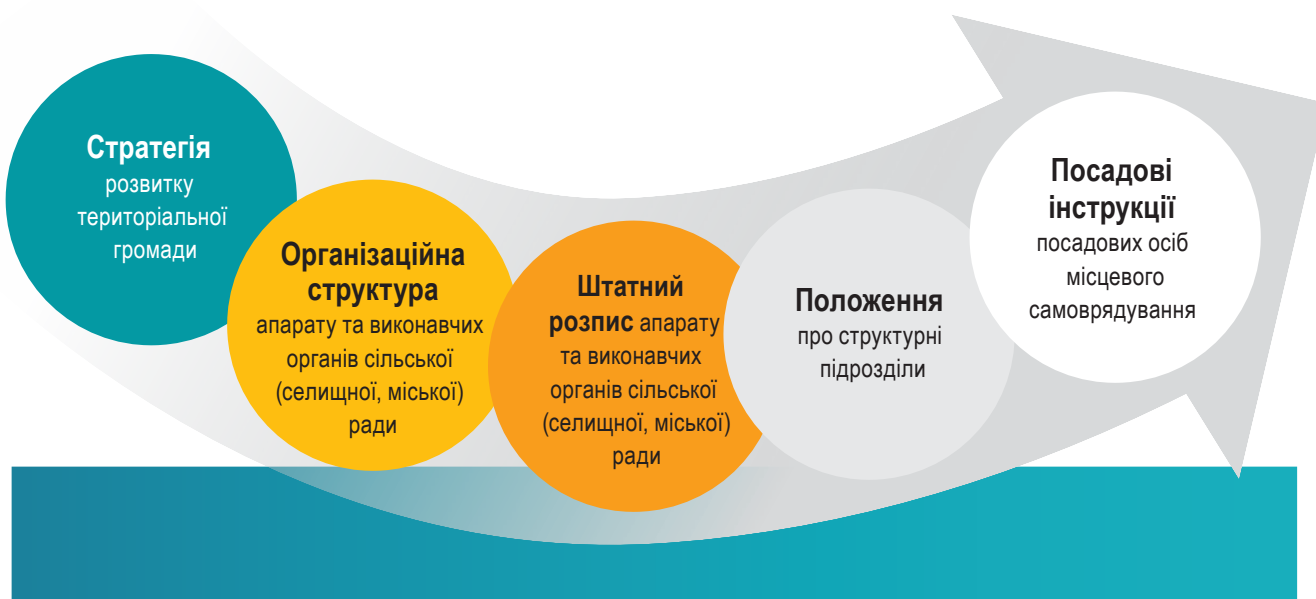 Стратегія
розвитку
територіальної
громади
Організаційна
структура
апарату та виконавчих
органів сільської
(селищної, міської)
ради
Штатний
розпис апарату
та виконавчих
органів сільської
(селищної, міської)
ради
Положення
про структурні
підрозділи
Посадові
інструкції
посадових осіб
місцевого
самоврядування